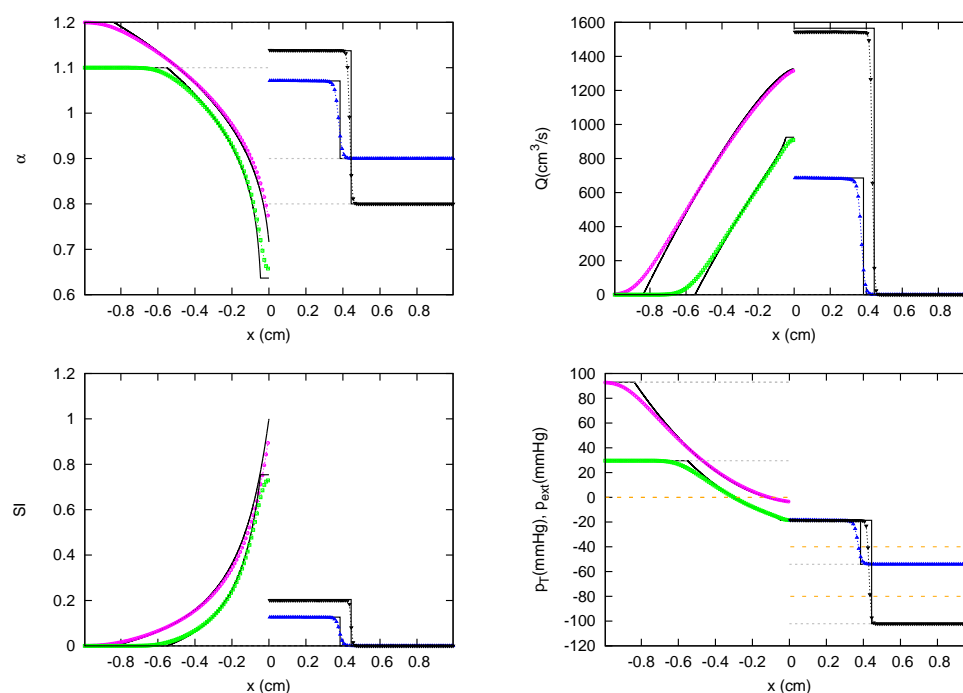 1.2
1.1
1
0.9
0.8
0.7
0.6
α
-0.8 -0.6 -0.4 -0.2 0 0.2 0.4 0.6 0.8
x (cm)
1600
1400
1200
1000
800
600
400
200
0
Q(cm³/s)
-0.8 -0.6 -0.4 -0.2 0 0.2 0.4 0.6 0.8
x (cm)
1.2
1
0.8
0.6
0.4
0.2
0
SI
-0.8 -0.6 -0.4 -0.2 0 0.2 0.4 0.6 0.8
x (cm)
100
80
60
40
20
0
-20
-40
-60
-80
-100
-120
p_T(mmHg), p_ext(mmHg)
-0.8 -0.6 -0.4 -0.2 0 0.2 0.4 0.6 0.8
x (cm)